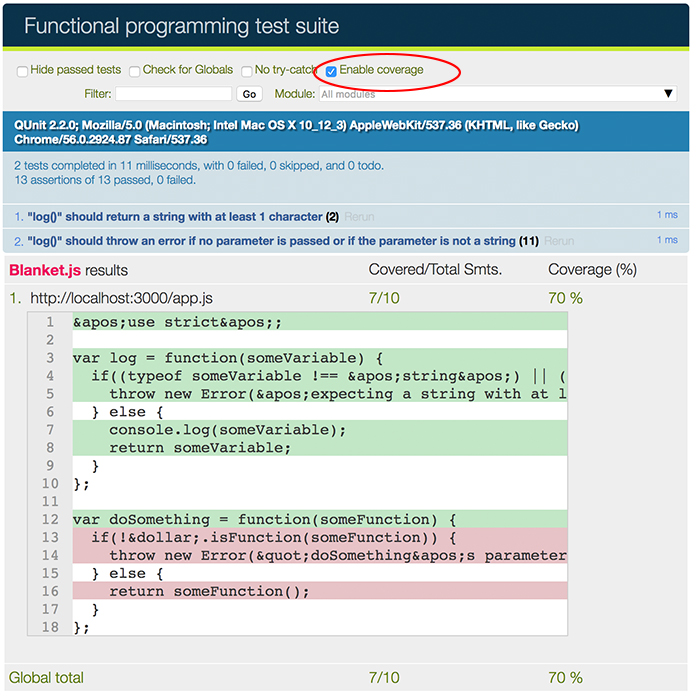 Functional programming test suite
Hide passed tests Check for Globals No try-catch Enable coverage
Filter: Go Module: All modules
QUnit 2.2.0; Mozilla/5.0 (Macintosh; Intel Mac OS X 10_12_3) AppleWebKit/537.36 (KHTML, like Gecko)
Chrome/56.0.2924.87 Safari/537.36
2 tests completed in 11 milliseconds, with 0 failed, 0 skipped, and 0 todo.
13 assertions of 13 passed, 0 failed.
1. "log()" should return a string with at least 1 character (2) Rerun 1 ms
2. "log()" should throw an error if no parameter is passed or if the parameter is not a string (11) Rerun 1 ms
Blanket.js results Covered/Total Smts. Coverage (%)
1. http://localhost:3000/app.js 7/10 70 %
1 &apos;use strict&apos;;
2
3 var log = function(someVariable) {
4 if((typeof someVariable !== &apos;string&apos;) || (
5 throw new Error(&apos;expecting a string with at l
6 } else {
7 console.log(someVariable);
8 return someVariable;
9 }
10 };
11
12 var doSomething = function(someFunction) {
13 if(!&dollar;.isFunction(someFunction)) {
14 throw new Error(&quot;doSomething&apos;s parameter
15 } else {
16 return someFunction();
17 }
18 };
Global total 7/10 70 %